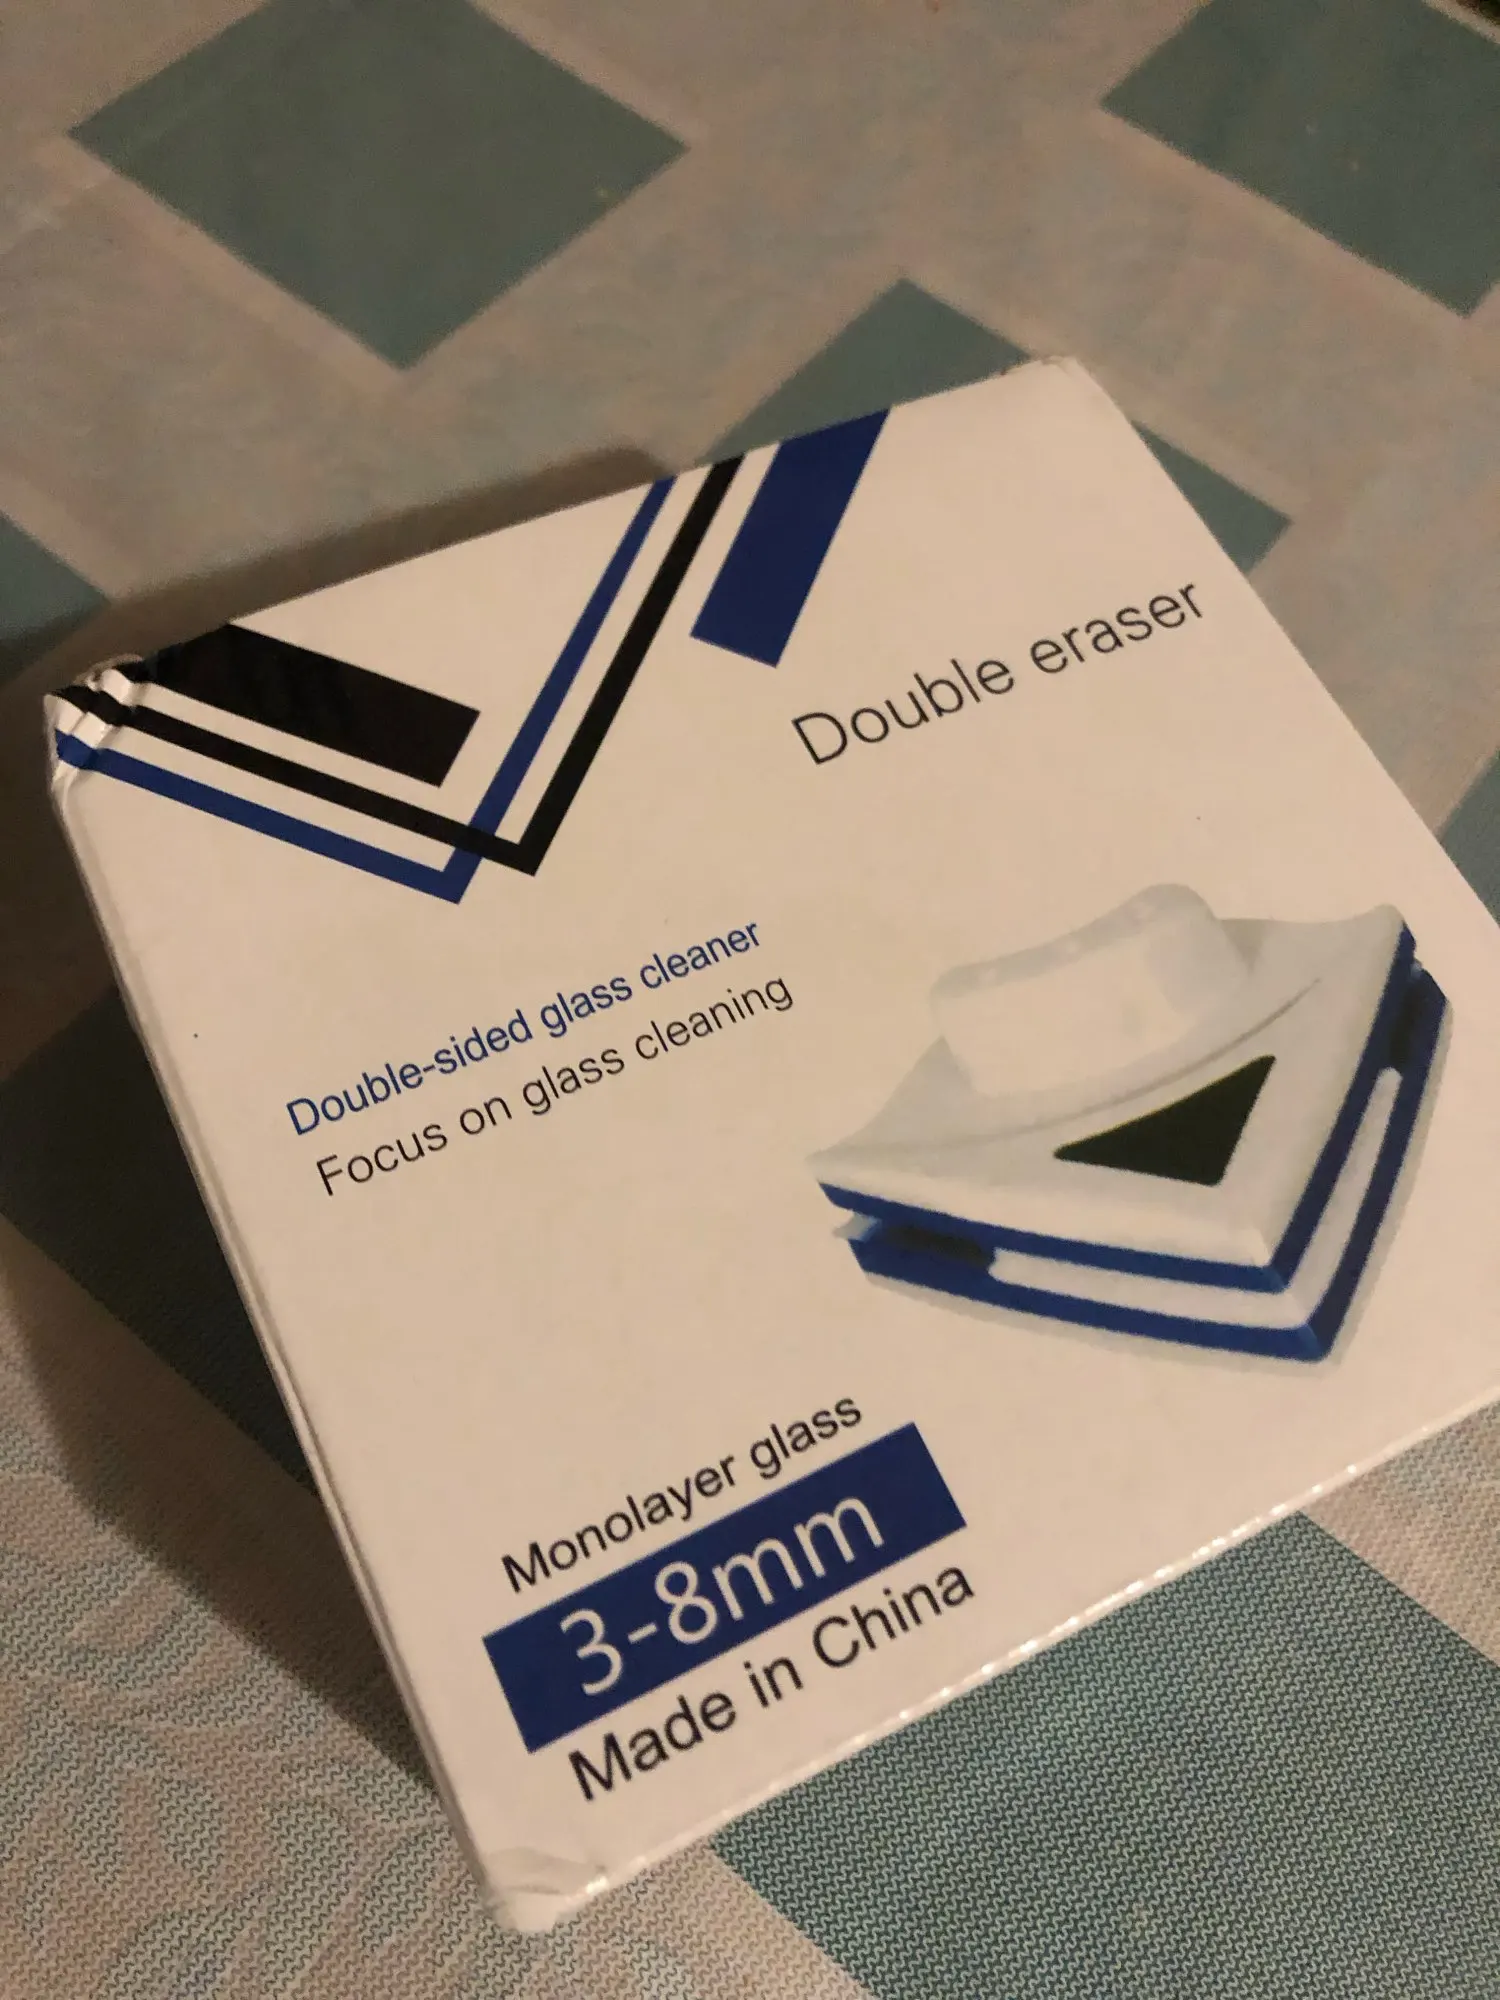 Double eraser
Double-sided glass cleaner
Focus on glass cleaning
Monolayer glass
3-8mm
Made in China